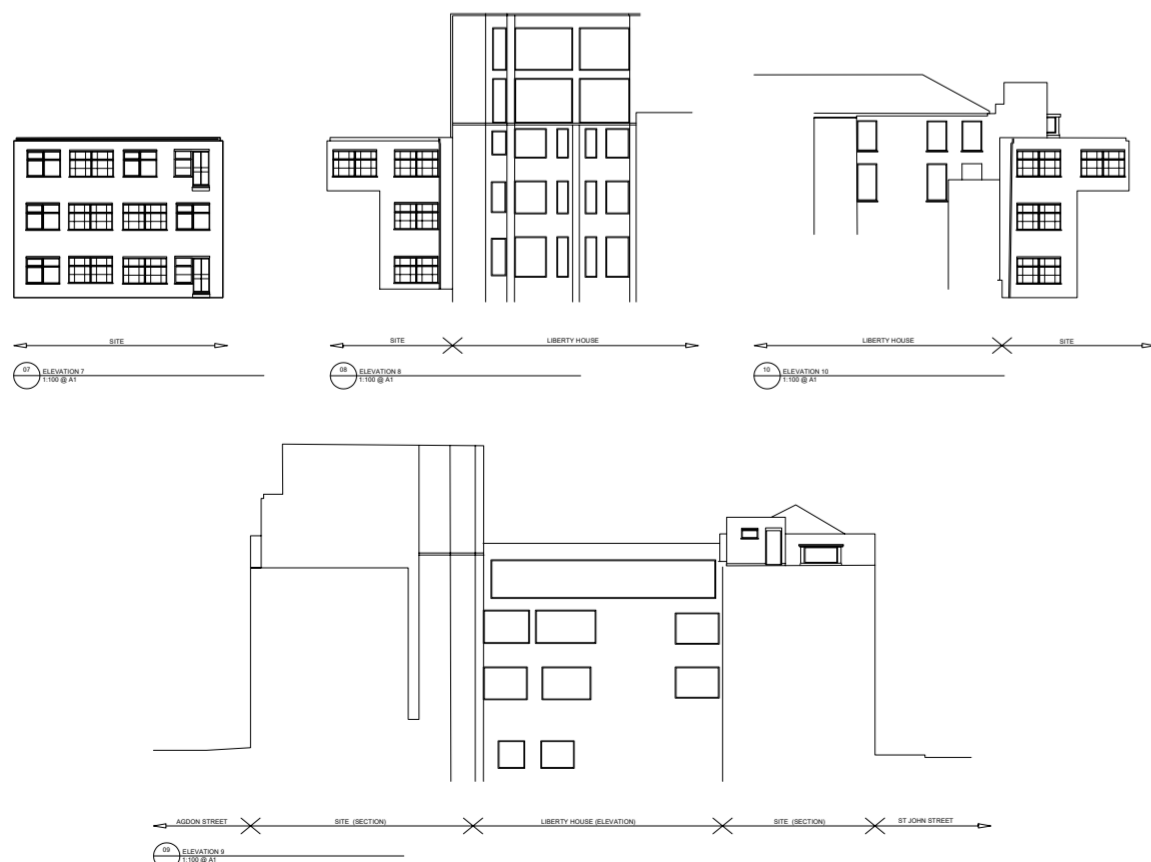 SITE
07 ELEVATION 7
1:100 @ A1
SITE LIBERTY HOUSE
08 ELEVATION 8
1:100 @ A1
LIBERTY HOUSE SITE
10 ELEVATION 10
1:100 @ A1
AGDON STREET SITE (SECTION) LIBERTY HOUSE (ELEVATION) SITE (SECTION) ST JOHN STREET
09 ELEVATION 9
1:100 @ A1